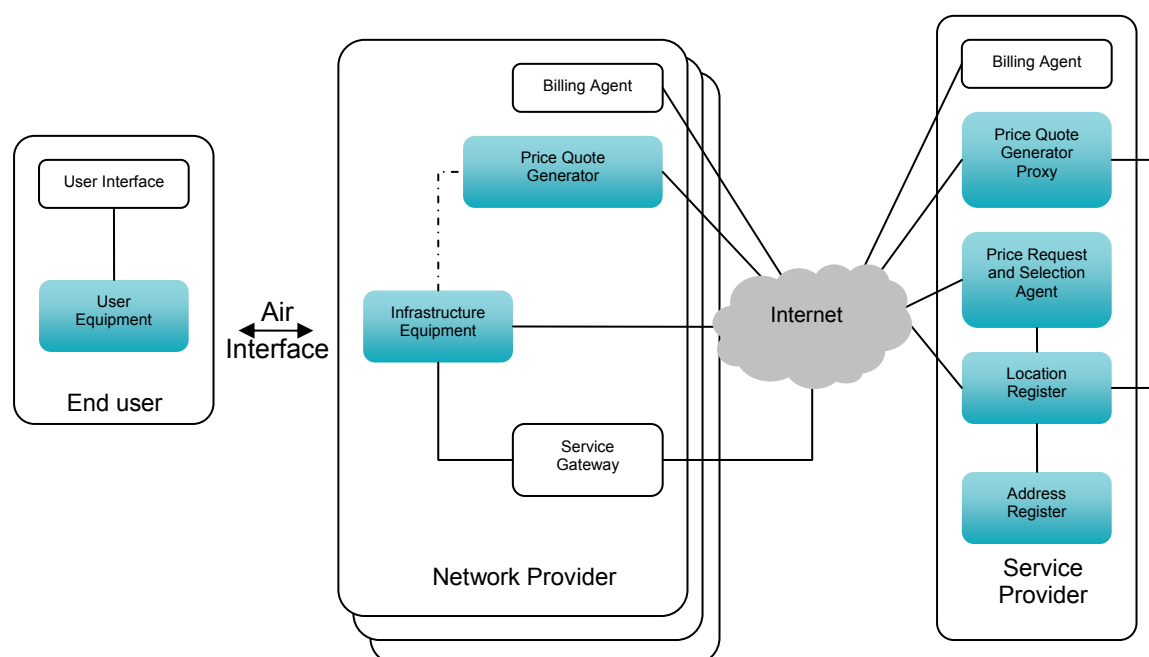 User Interface
User
Equipment
End user
Air
Interface
Billing Agent
Price Quote
Generator
Infrastructure
Equipment
Service
Gateway
Network Provider
Internet
Billing Agent
Price Quote
Generator
Proxy
Price Request
and Selection
Agent
Location
Register
Address
Register
Service
Provider